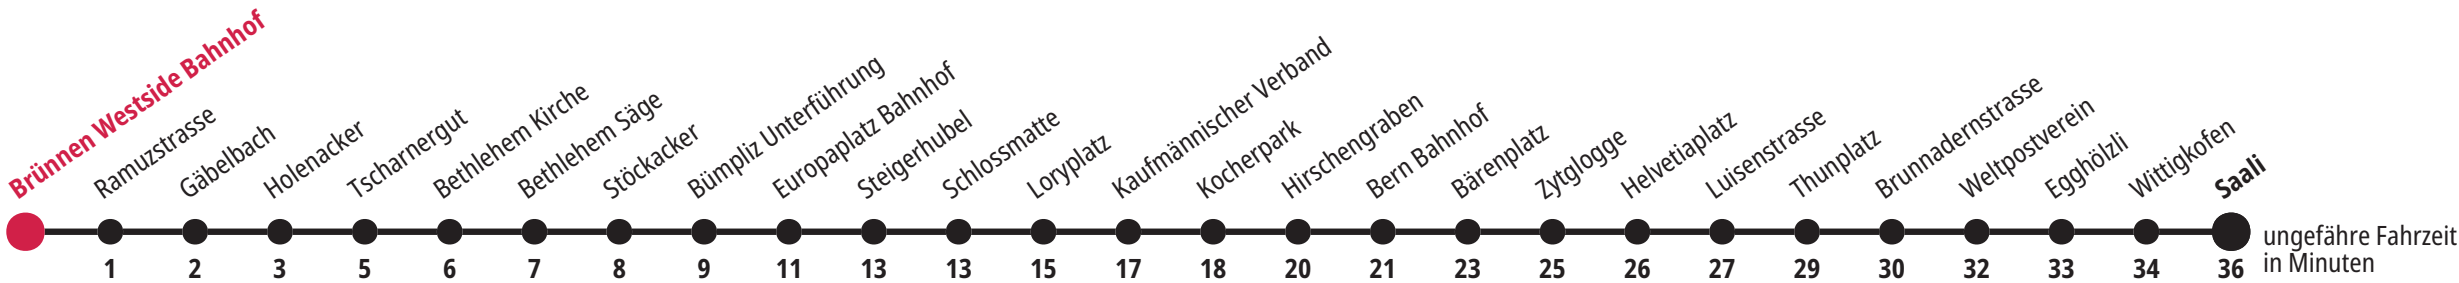 Brünnen Westside Bahnhof
Ramuzstrasse
Gäbelbach
Holenacker
Tscharnergut
Bethlehem Kirche
Bethlehem Säge
Stöckacker
Bümpliz Unterführung
Europaplatz Bahnhof
Steigerhubel
Schlossmatte
Loryplatz
Kaufmännischer Verband
Kocherpark
Hirschengraben
Bern Bahnhof
Bärenplatz
Zytglogge
Helvetiaplatz
Luisenstrasse
Thunplatz
Brunnadernstrasse
Weltpostverein
Egghölzli
Wittigkofen
Saali
1 2 3 5 6 7 8 9 11 13 13 15 17 18 20 21 23 25 26 27 29 30 32 33 34 36
ungefähre Fahrzeit
in Minuten